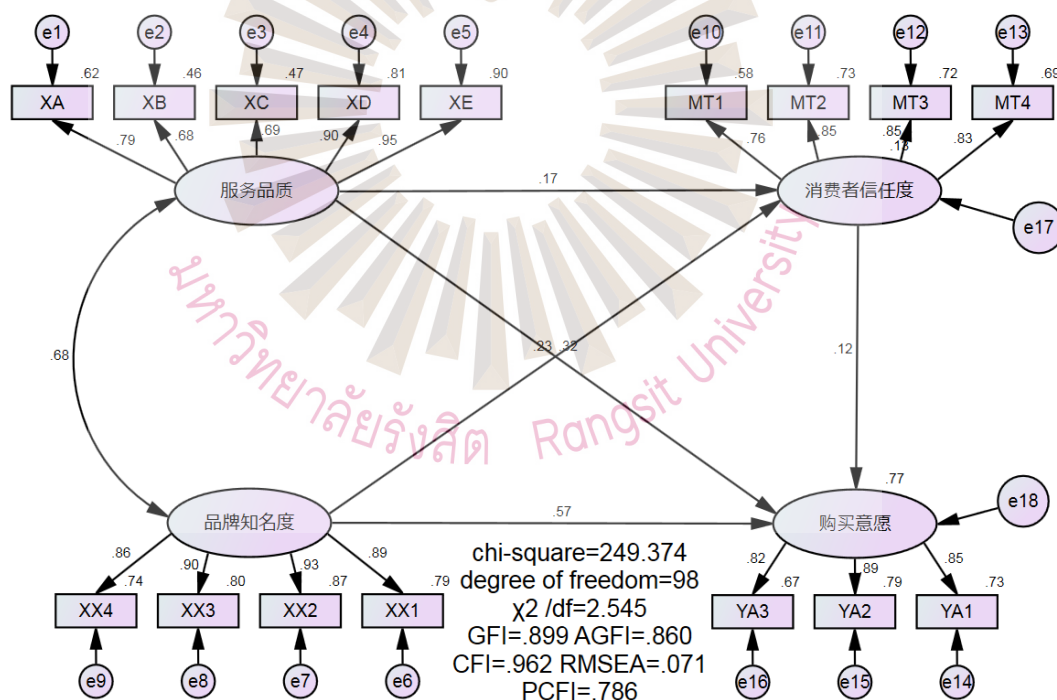 e1 e2 e3 e4 e5 e10 e11 e12 e13
.62 .46 .47 .81 .90 .58 .73 .72 .69
XA XB XC XD XE MT1 MT2 MT3 MT4
.79 .68 .69 .90 .95 .76 .85 .85 .13 .83
服务品质 .17 消费者信任度
e17
มหาวิทยาลัยรังสิต Rangsit University
.68 .23 .32 .12
.77
e18
品牌知名度 .57 购买意愿
.86 .90 .93 .89 .82 .89 .85
.74 .80 .87 .79 .67 .79 .73
XX4 XX3 XX2 XX1 YA3 YA2 YA1
e9 e8 e7 e6 e16 e15 e14
chi-square=249.374
degree of freedom=98
χ2 /df=2.545
GFI=.899 AGFI=.860
CFI=.962 RMSEA=.071
PCFI=.786